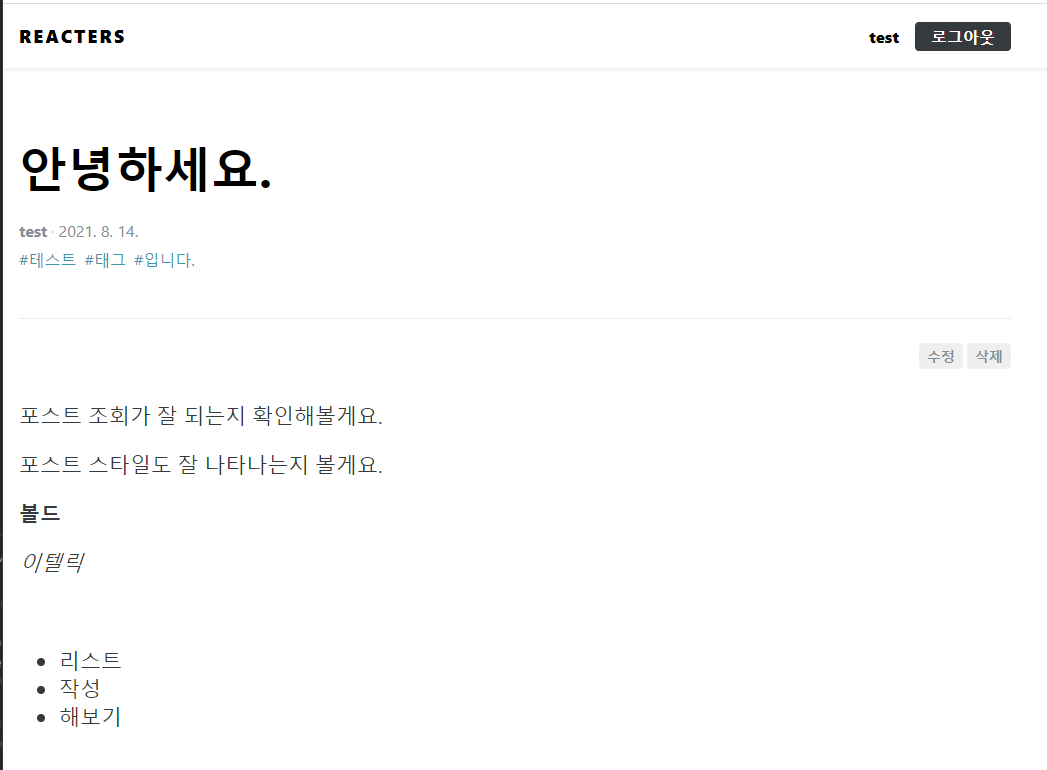 REACTERS test 로그아웃
안녕하세요.
test · 2021. 8. 14.
#테스트 #태그 #입니다.
수정 삭제
포스트 조회가 잘 되는지 확인해볼게요.
포스트 스타일도 잘 나타나는지 볼게요.
볼드
이텔릭
• 리스트
• 작성
• 해보기